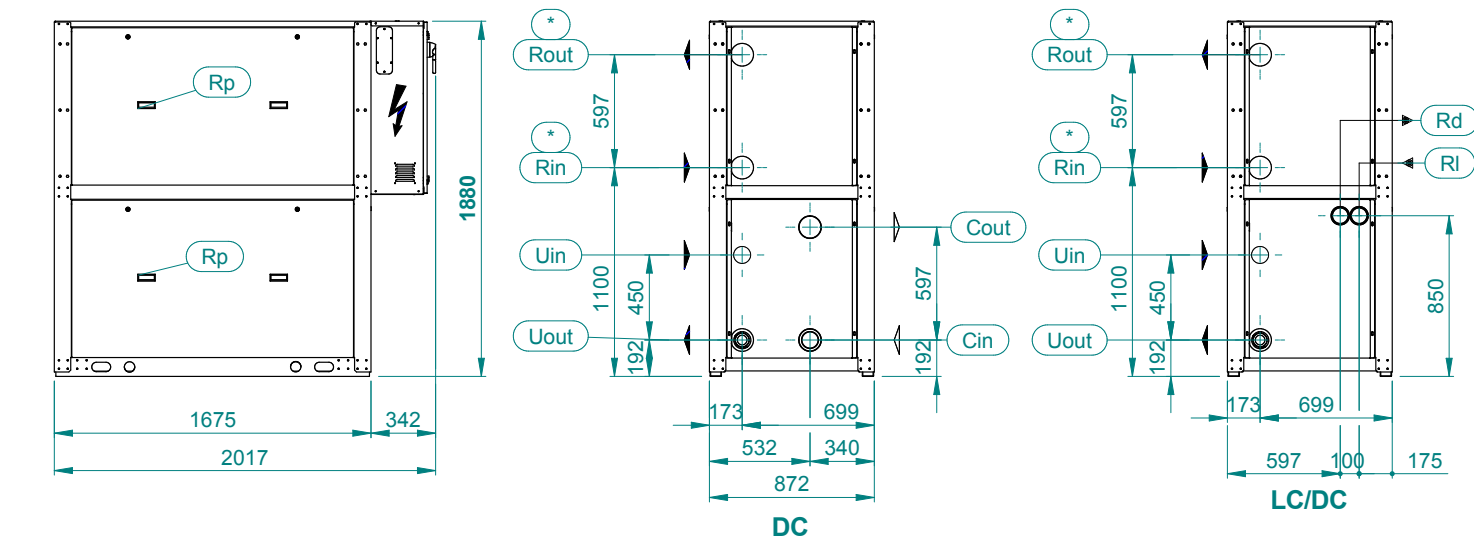 Rp
Rp
1880
1675
342
2017
*
Rout
597
*
Rin
Uin
1100
450
Uout
192
Cout
597
Cin
192
173
699
532
340
872
DC
*
Rout
597
*
Rin
Rd
Rl
Uin
1100
450
850
Uout
192
173
699
597
100
175
LC/DC